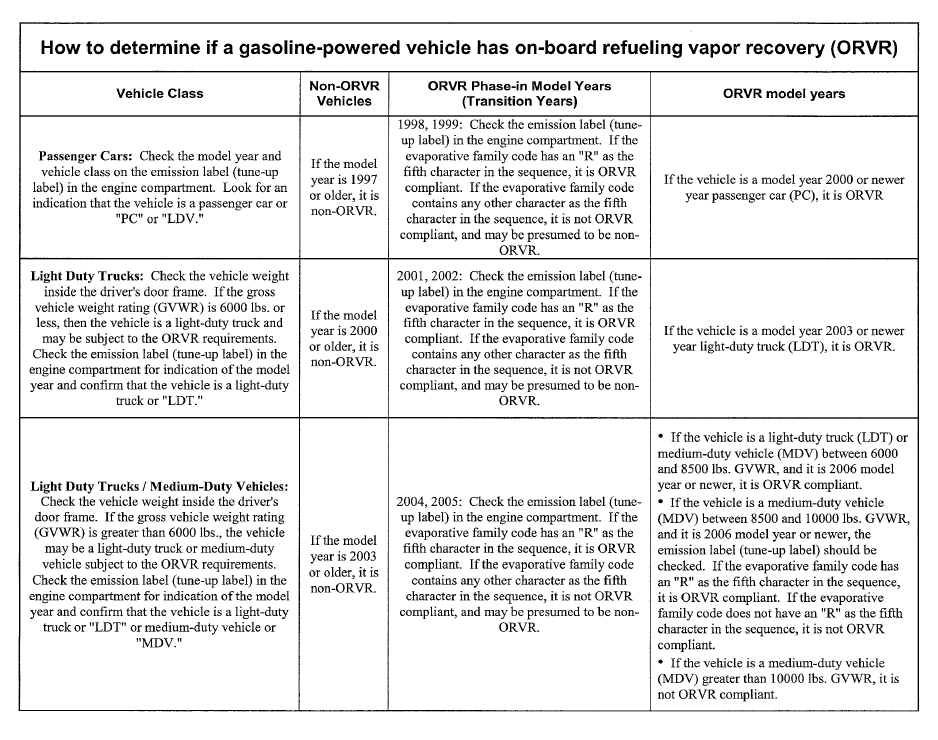 How to determine if a gasoline-powered vehicle has on-board refueling vapor recovery (ORVR)
Vehicle Class
Non-ORVR
Vehicles
ORVR Phase-in Model Years
(Transition Years)
ORVR model years
Passenger Cars: Check the model year and
vehicle class on the emission label (tune-up
label) in the engine compartment. Look for an
indication that the vehicle is a passenger car or
"PC" or "LDV."
If the model
year is 1997
or older, it is
non-ORVR.
1998, 1999: Check the emission label (tune-
up label) in the engine compartment. If the
evaporative family code has an "R" as the
fifth character in the sequence, it is ORVR
compliant. If the evaporative family code
contains any other character as the fifth
character in the sequence, it is not ORVR
compliant, and may be presumed to be non-
ORVR.
If the vehicle is a model year 2000 or newer
year passenger car (PC), it is ORVR
Light Duty Trucks: Check the vehicle weight
inside the driver's door frame. If the gross
vehicle weight rating (GVWR) is 6000 lbs. or
less, then the vehicle is a light-duty truck and
may be subject to the ORVR requirements.
Check the emission label (tune-up label) in the
engine compartment for indication of the model
year and confirm that the vehicle is a light-duty
truck or "LDT."
If the model
year is 2000
or older, it is
non-ORVR.
2001, 2002: Check the emission label (tune-
up label) in the engine compartment. If the
evaporative family code has an "R" as the
fifth character in the sequence, it is ORVR
compliant. If the evaporative family code
contains any other character as the fifth
character in the sequence, it is not ORVR
compliant, and may be presumed to be non-
ORVR.
If the vehicle is a model year 2003 or newer
year light-duty truck (LDT), it is ORVR.
Light Duty Trucks / Medium-Duty Vehicles:
Check the vehicle weight inside the driver's
door frame. If the gross vehicle weight rating
(GVWR) is greater than 6000 lbs., the vehicle
may be a light-duty truck or medium-duty
vehicle subject to the ORVR requirements.
Check the emission label (tune-up label) in the
engine compartment for indication of the model
year and confirm that the vehicle is a light-duty
truck or "LDT" or medium-duty vehicle or
"MDV."
If the model
year is 2003
or older, it is
non-ORVR.
2004, 2005: Check the emission label (tune-
up label) in the engine compartment. If the
evaporative family code has an "R" as the
fifth character in the sequence, it is ORVR
compliant. If the evaporative family code
contains any other character as the fifth
character in the sequence, it is not ORVR
compliant, and may be presumed to be non-
ORVR.
• If the vehicle is a light-duty truck (LDT) or
medium-duty vehicle (MDV) between 6000
and 8500 lbs. GVWR, and it is 2006 model
year or newer, it is ORVR compliant.
• If the vehicle is a medium-duty vehicle
(MDV) between 8500 and 10000 lbs. GVWR,
and it is 2006 model year or newer, the
emission label (tune-up label) should be
checked. If the evaporative family code has
an "R" as the fifth character in the sequence,
it is ORVR compliant. If the evaporative
family code does not have an "R" as the fifth
character in the sequence, it is not ORVR
compliant.
• If the vehicle is a medium-duty vehicle
(MDV) greater than 10000 lbs. GVWR, it is
not ORVR compliant.